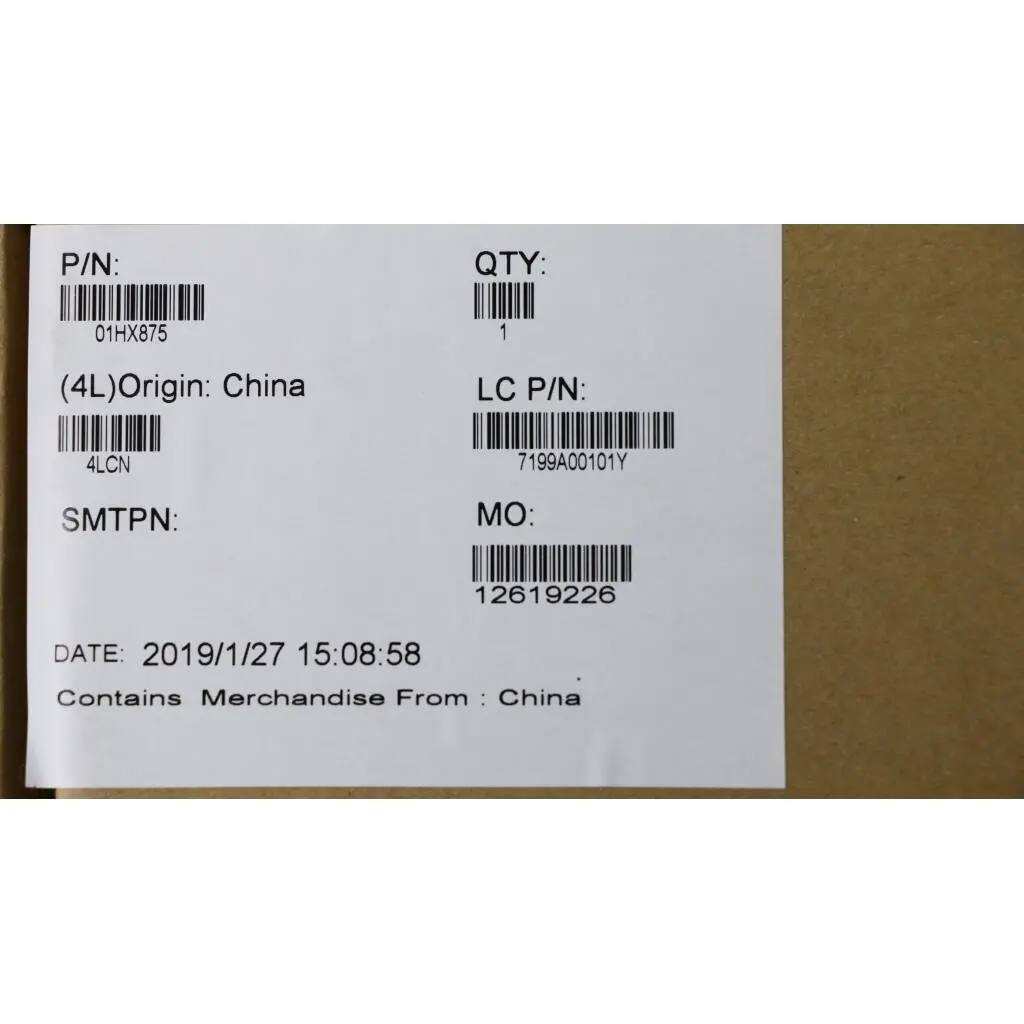 P/N:
QTY:
01HX875
1
(4L)Origin: China
LC P/N:
4LCN
7199A00101Y
SMTPN:
MO:
12619226
DATE: 2019/1/27 15:08:58
Contains Merchandise From : China